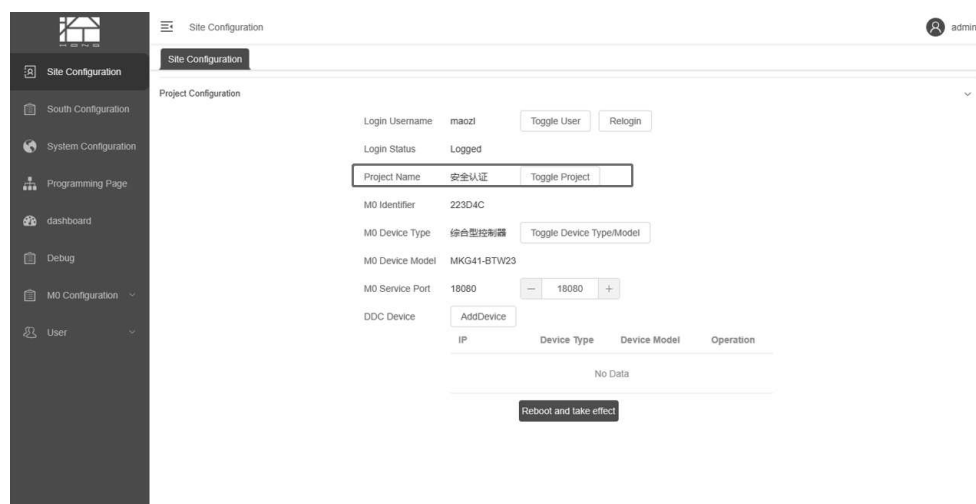 HSNG
Site Configuration
admin
Site Configuration
Site Configuration
South Configuration
System Configuration
Programming Page
dashboard
Debug
M0 Configuration
User
Project Configuration
Login Username maozl Toggle User Relogin
Login Status Logged
Project Name 安全认证 Toggle Project
M0 Identifier 223D4C
M0 Device Type 综合型控制器 Toggle Device Type/Model
M0 Device Model MKG41-BTW23
M0 Service Port 18080 − 18080 +
DDC Device AddDevice
IP Device Type Device Model Operation
No Data
Reboot and take effect